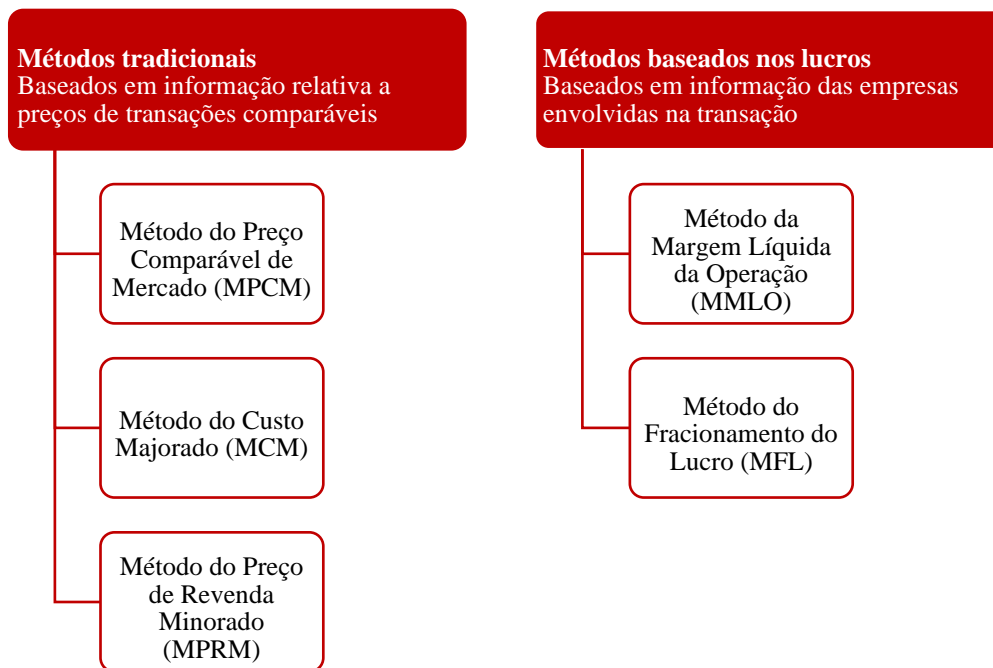 Métodos tradicionais
Baseados em informação relativa a
preços de transações comparáveis
Método do Preço
Comparável de
Mercado (MPCM)
Método do Custo
Majorado (MCM)
Método do Preço
de Revenda
Minorado
(MPRM)
Métodos baseados nos lucros
Baseados em informação das empresas
envolvidas na transação
Método da
Margem Líquida
da Operação
(MMLO)
Método do
Fracionamento do
Lucro (MFL)